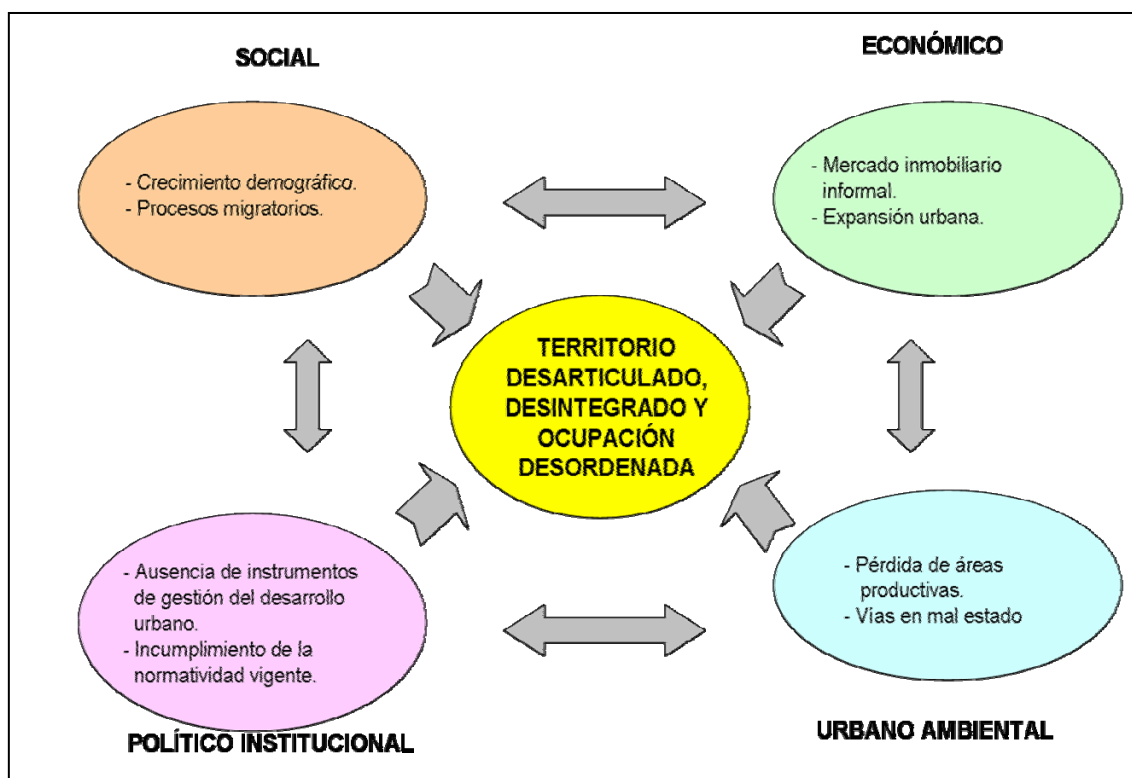 SOCIAL
- Crecimiento demográfico.
- Procesos migratorios.
ECONÓMICO
- Mercado inmobiliario
informal.
- Expansión urbana.
TERRITORIO
DESARTICULADO,
DESINTEGRADO Y
OCUPACIÓN
DESORDENADA
- Ausencia de instrumentos
de gestión del desarrollo
urbano.
- Incumplimiento de la
normatividad vigente.
POLÍTICO INSTITUCIONAL
- Pérdida de áreas
productivas.
- Vías en mal estado
URBANO AMBIENTAL